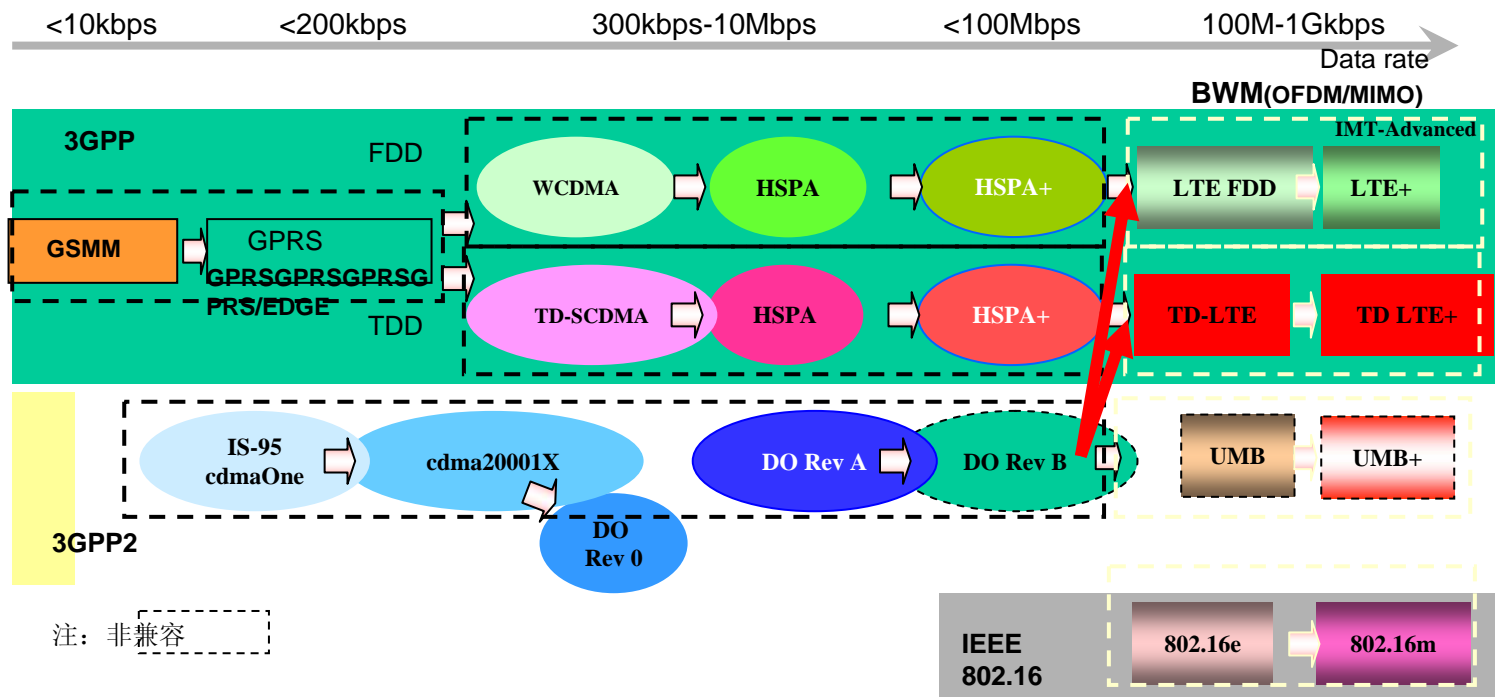 <10kbps <200kbps 300kbps-10Mbps <100Mbps 100M-1Gkbps
Data rate
BWM(OFDM/MIMO)
3GPP
FDD
IMT-Advanced
WCDMA HSPA HSPA+ LTE FDD LTE+
GSMM
GPRS
GPRSGPRSGPRSG
PRS/EDGE
TDD
TD-SCDMA HSPA HSPA+ TD-LTE TD LTE+
IS-95
cdmaOne
cdma20001X
DO Rev A DO Rev B UMB UMB+
3GPP2
DO
Rev 0
注：非兼容
IEEE
802.16
802.16e 802.16m